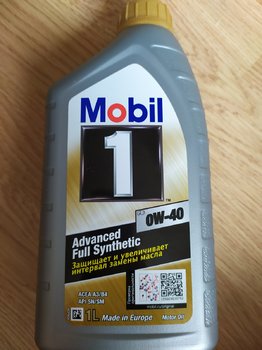 Mobil
1
™
0W-40
Advanced
Full Synthetic
Защищает и увеличивает
интервал замены масла
ACEA A3/B4
API SN/SM
1L Made in Europe Motor Oil